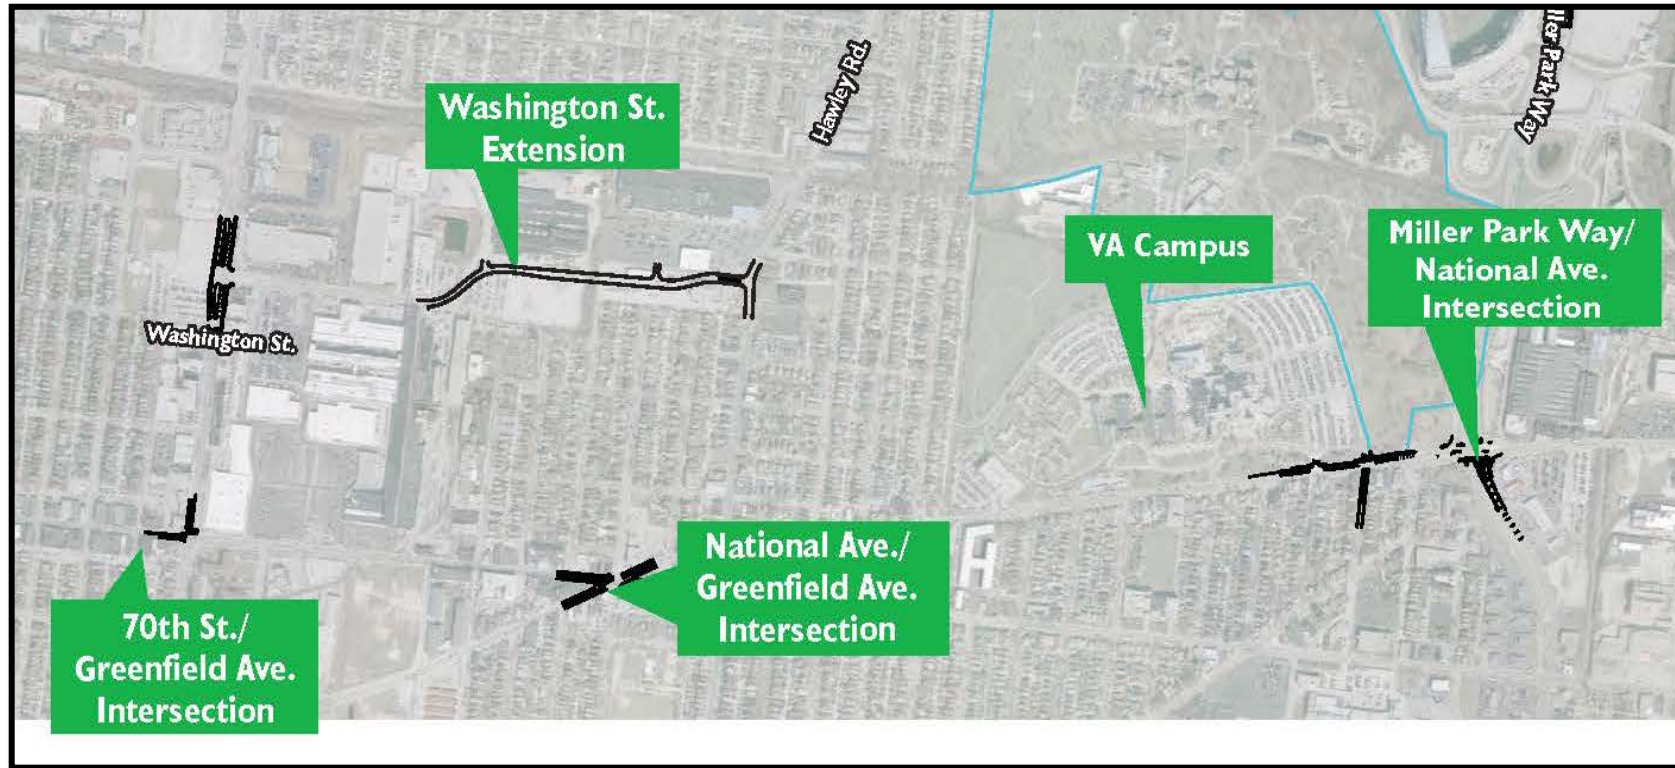 Hawley Rd.
ller Park Way
Washington St.
Extension
VA Campus
Miller Park Way/
National Ave.
Intersection
Washington St.
National Ave./
Greenfield Ave.
Intersection
70th St./
Greenfield Ave.
Intersection